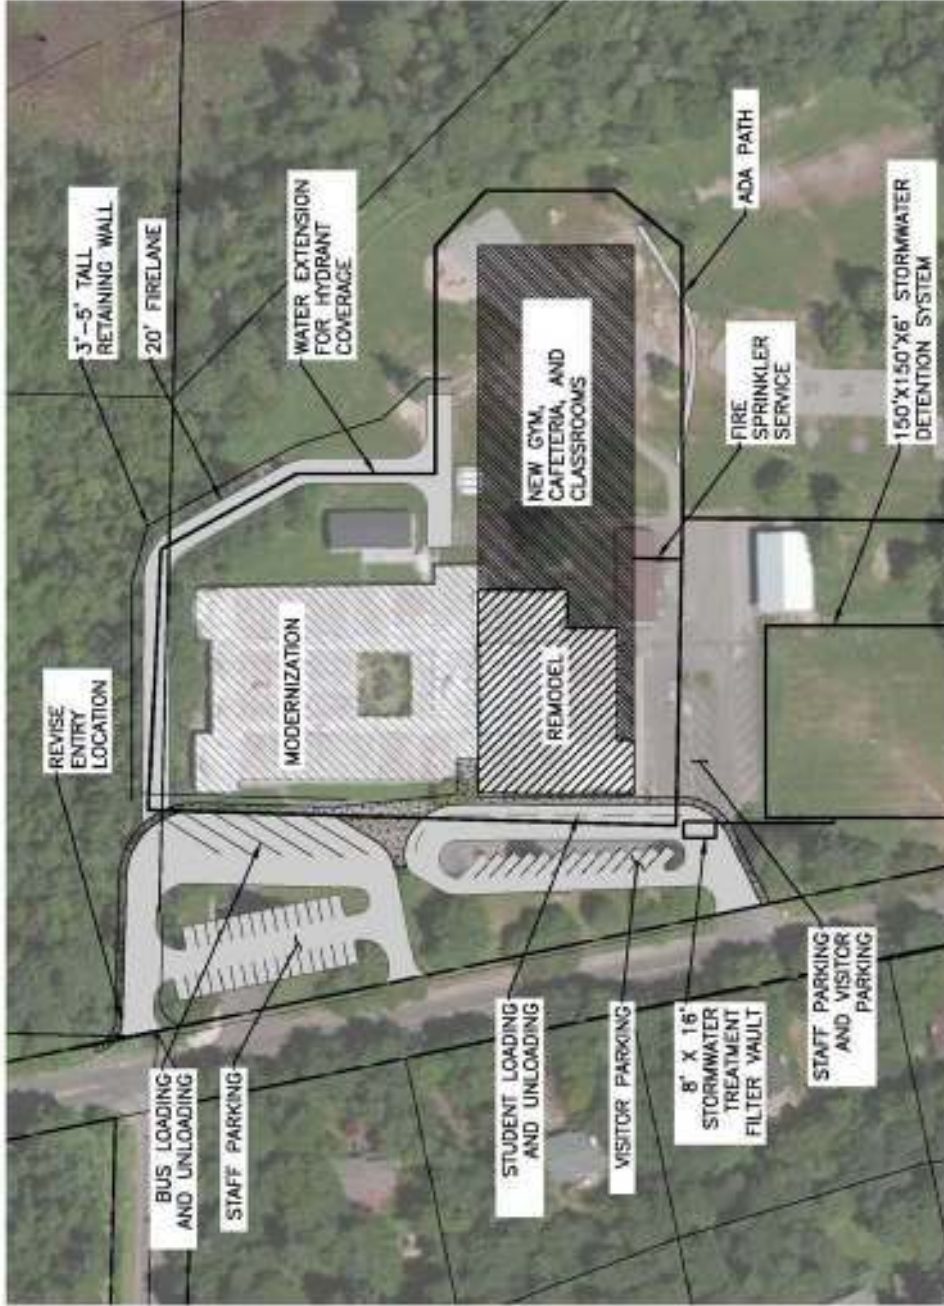 REVISE
ENTRY
LOCATION
3'-5' TALL
RETAINING WALL
20' FIRELANE
WATER EXTENSION
FOR HYDRANT
COVERAGE
ADA PATH
MODERNIZATION
REMODEL
NEW GYM,
CAFETERIA, AND
CLASSROOMS
FIRE
SPRINKLER
SERVICE
150'X150'X6' STORMWATER
DETENTION SYSTEM
BUS LOADING
AND UNLOADING
STAFF PARKING
STUDENT LOADING
AND UNLOADING
VISITOR PARKING
8' X 16'
STORMWATER
TREATMENT
FILTER VAULT
STAFF PARKING
AND VISITOR
PARKING